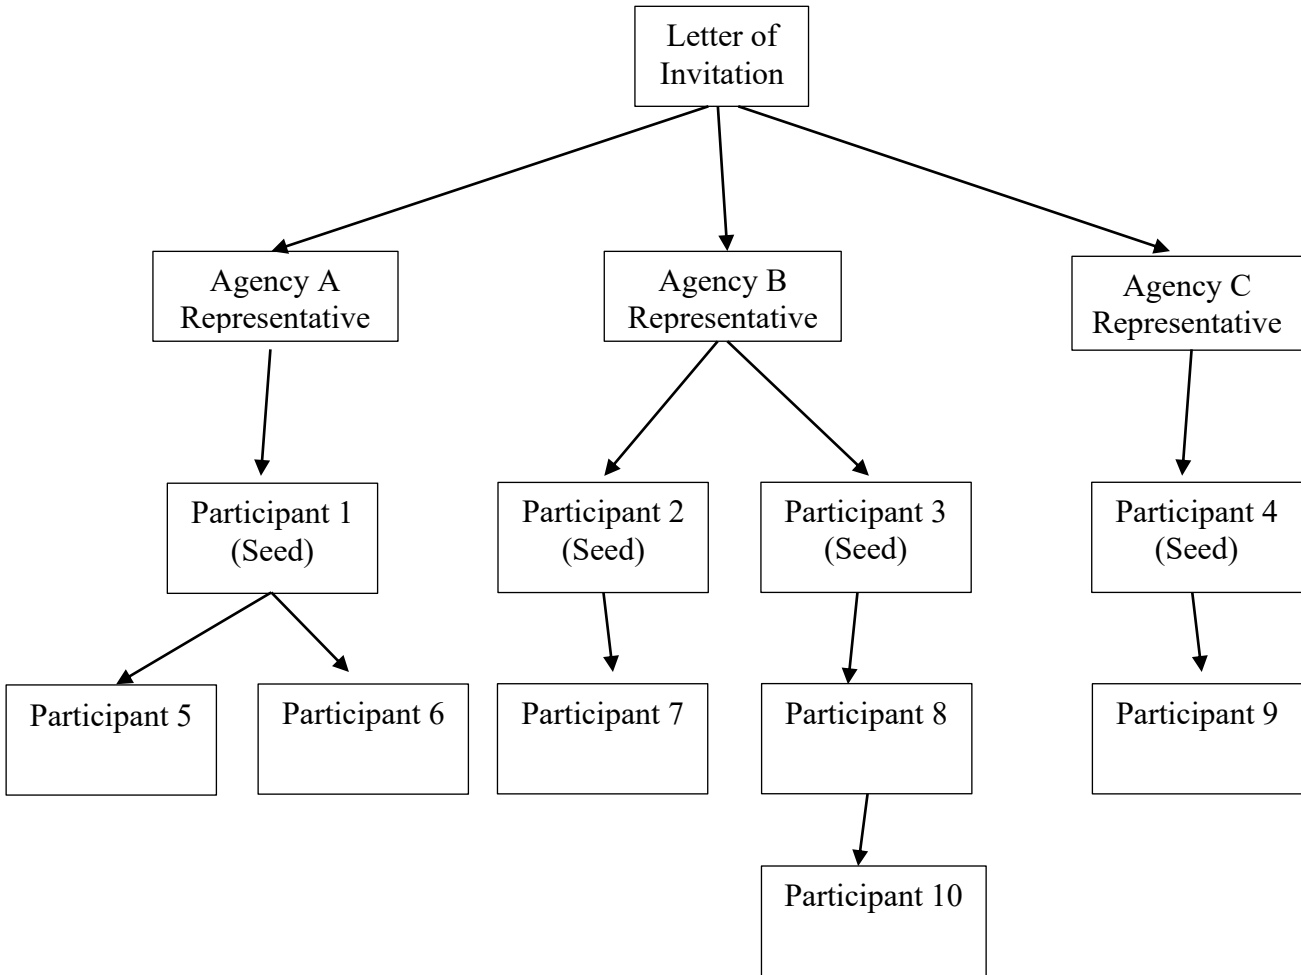 Letter of
Invitation
Agency A
Representative
Agency B
Representative
Agency C
Representative
Participant 1
(Seed)
Participant 2
(Seed)
Participant 3
(Seed)
Participant 4
(Seed)
Participant 5
Participant 6
Participant 7
Participant 8
Participant 9
Participant 10